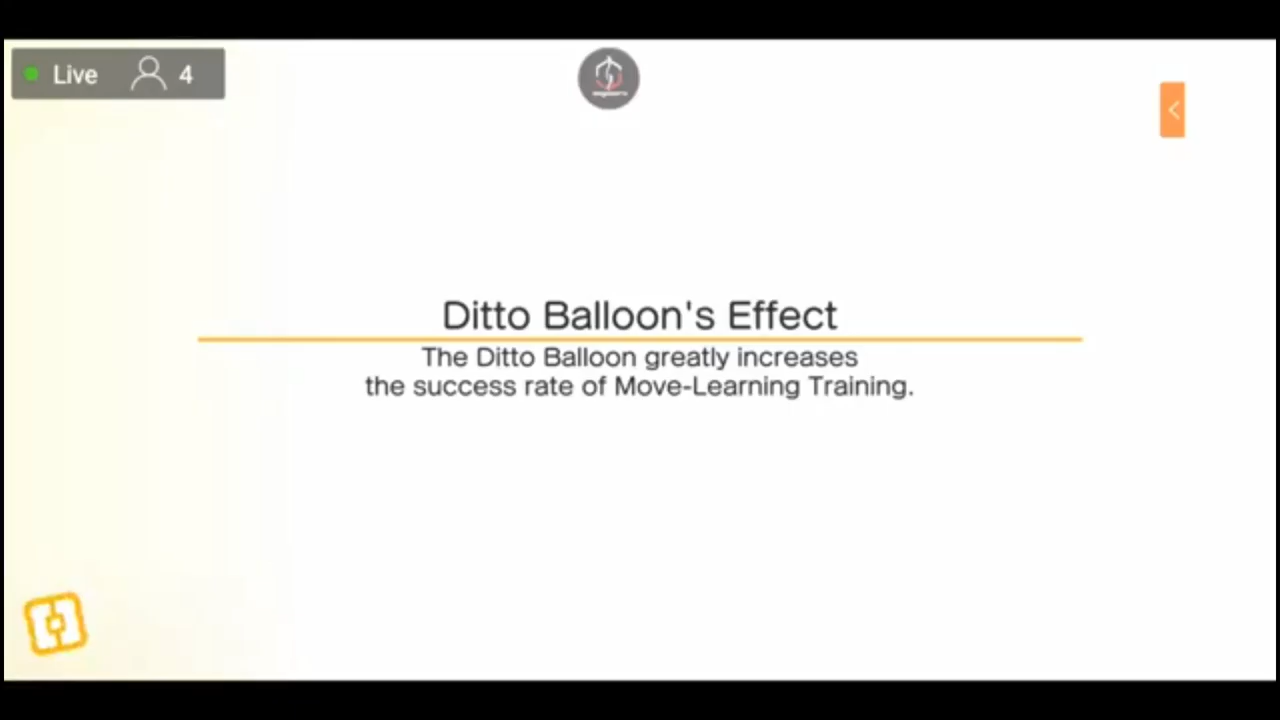 Live 4
Ditto Balloon's Effect
The Ditto Balloon greatly increases
the success rate of Move-Learning Training.